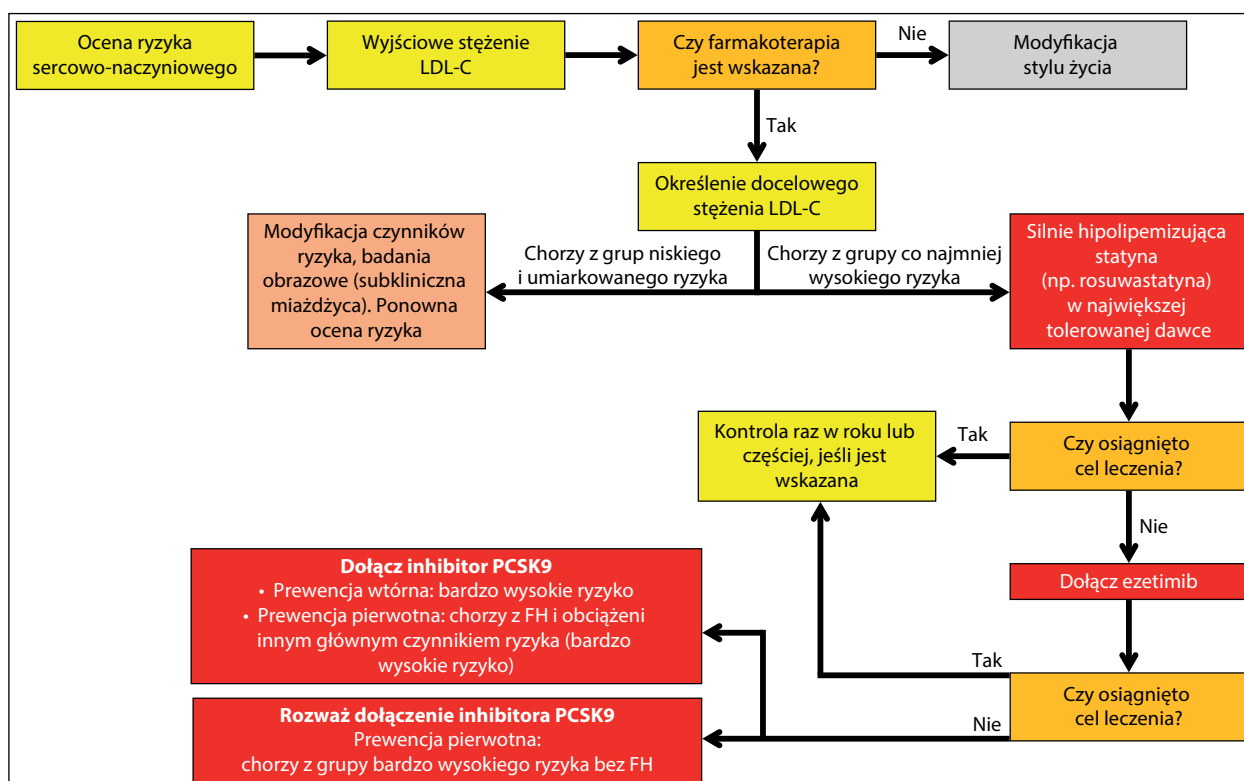 Ocena ryzyka
sercowo-naczyniowego
Wyjściowe stężenie
LDL-C
Czy farmakoterapia
jest wskazana?
Nie
Modyfikacja
stylu życia
Tak
Określenie docelowego
stężenia LDL-C
Modyfikacja czynników
ryzyka, badania
obrazowe (subkliniczna
miażdżyca). Ponowna
ocena ryzyka
Chorzy z grup niskiego
i umiarkowanego ryzyka
Chorzy z grupy co najmniej
wysokiego ryzyka
Silnie hipolipemizująca
statyna
(np. rosuwastatyna)
w największej
tolerowanej dawce
Kontrola raz w roku lub
częściej, jeśli jest
wskazana
Tak
Czy osiągnięto
cel leczenia?
Nie
Dołącz ezetimib
Dołącz inhibitor PCSK9
• Prewencja wtórna: bardzo wysokie ryzyko
• Prewencja pierwotna: chorzy z FH i obciążeni
innym głównym czynnikiem ryzyka (bardzo
wysokie ryzyko)
Tak
Czy osiągnięto
cel leczenia?
Nie
Rozważ dołączenie inhibitora PCSK9
Prewencja pierwotna:
chorzy z grupy bardzo wysokiego ryzyka bez FH